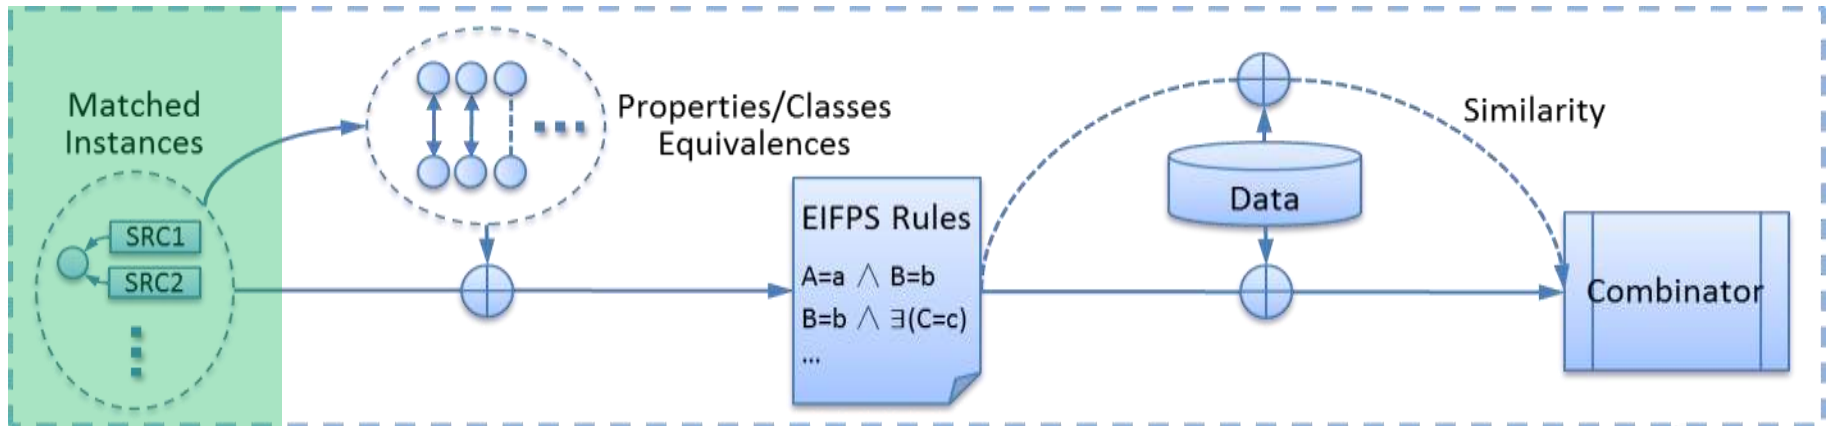 Matched
Instances
SRC1
SRC2
Properties/Classes
Equivalences
EIFPS Rules
A=a ∧ B=b
B=b ∧ ∃(C=c)
...
Data
Similarity
Combinator